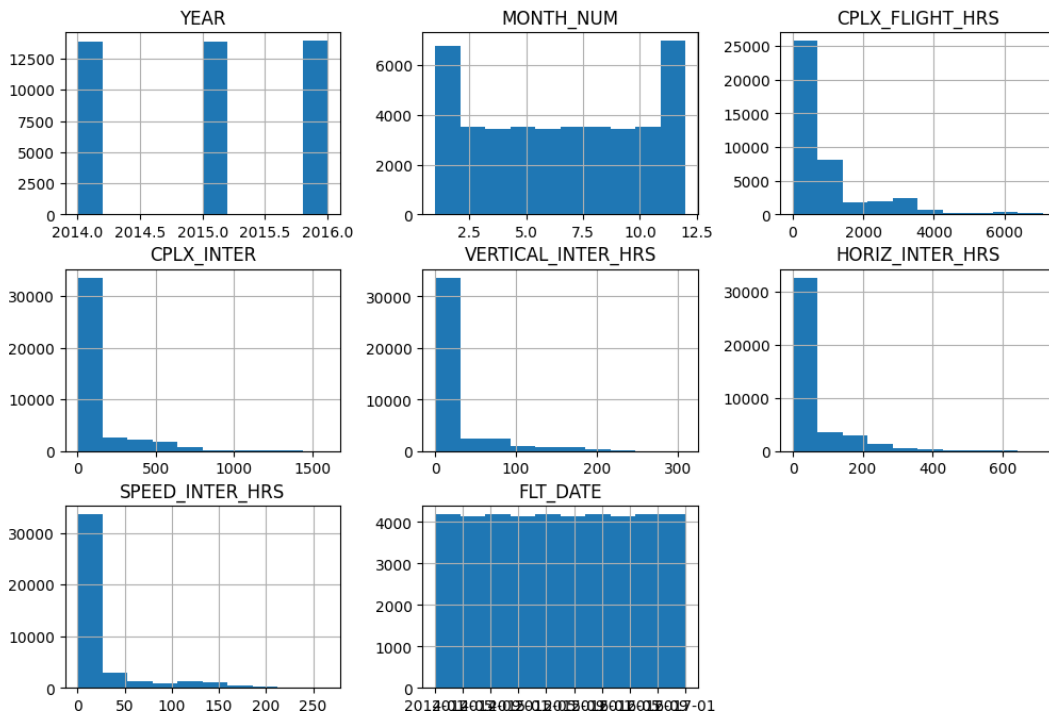 YEAR MONTH_NUM CPLX_FLIGHT_HRS
12500 10000 7500 5000 2500 0
2014.0 2014.5 2015.0 2015.5 2016.0
6000 4000 2000 0
2.5 5.0 7.5 10.0 12.5
25000 20000 15000 10000 5000 0
0 2000 4000 6000
CPLX_INTER VERTICAL_INTER_HRS HORIZ_INTER_HRS
30000 20000 10000 0
0 500 1000 1500
30000 20000 10000 0
0 100 200 300
30000 20000 10000 0
0 200 400 600
SPEED_INTER_HRS FLT_DATE
30000 20000 10000 0
0 50 100 150 200 250
4000 3000 2000 1000 0